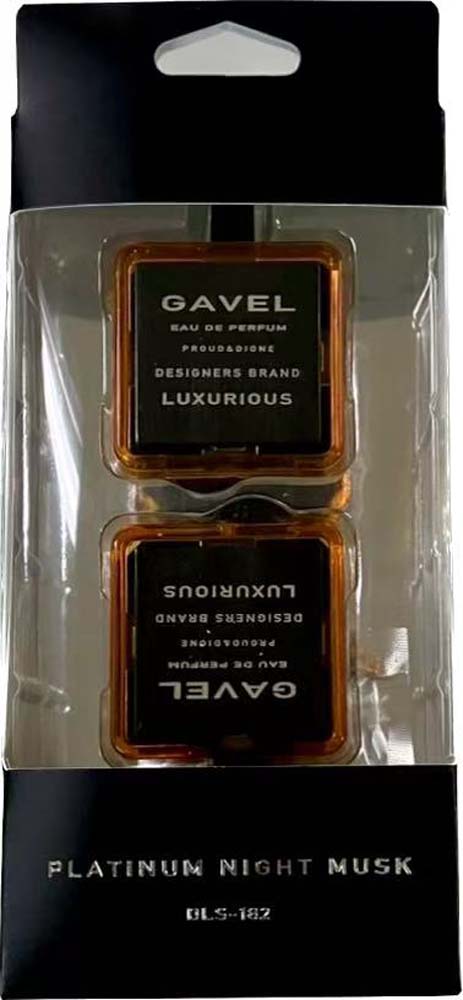 GAVEL
EAU DE PERFUM
PROUD&DIONE
DESIGNERS BRAND
LUXURIOUS
GAVEL
EAU DE PERFUM
PROUD&DIONE
DESIGNERS BRAND
LUXURIOUS
PLATINUM NIGHT MUSK
DLS-182